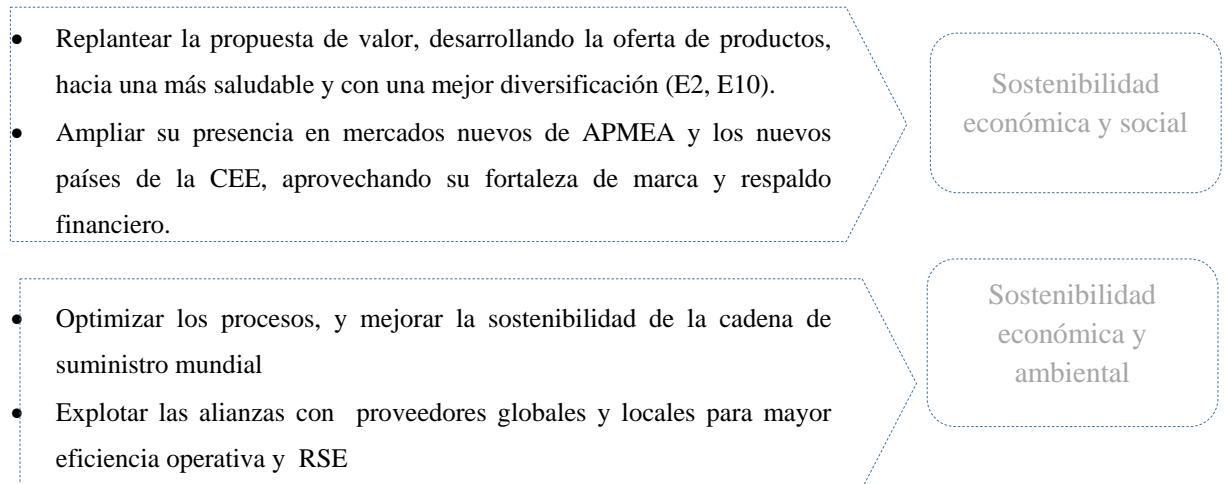 • Replantear la propuesta de valor, desarrollando la oferta de productos,
hacia una más saludable y con una mejor diversificación (E2, E10).
• Ampliar su presencia en mercados nuevos de APMEA y los nuevos
países de la CEE, aprovechando su fortaleza de marca y respaldo
financiero.
Sostenibilidad
económica y social
• Optimizar los procesos, y mejorar la sostenibilidad de la cadena de
suministro mundial
• Explotar las alianzas con proveedores globales y locales para mayor
eficiencia operativa y RSE
Sostenibilidad
económica y
ambiental